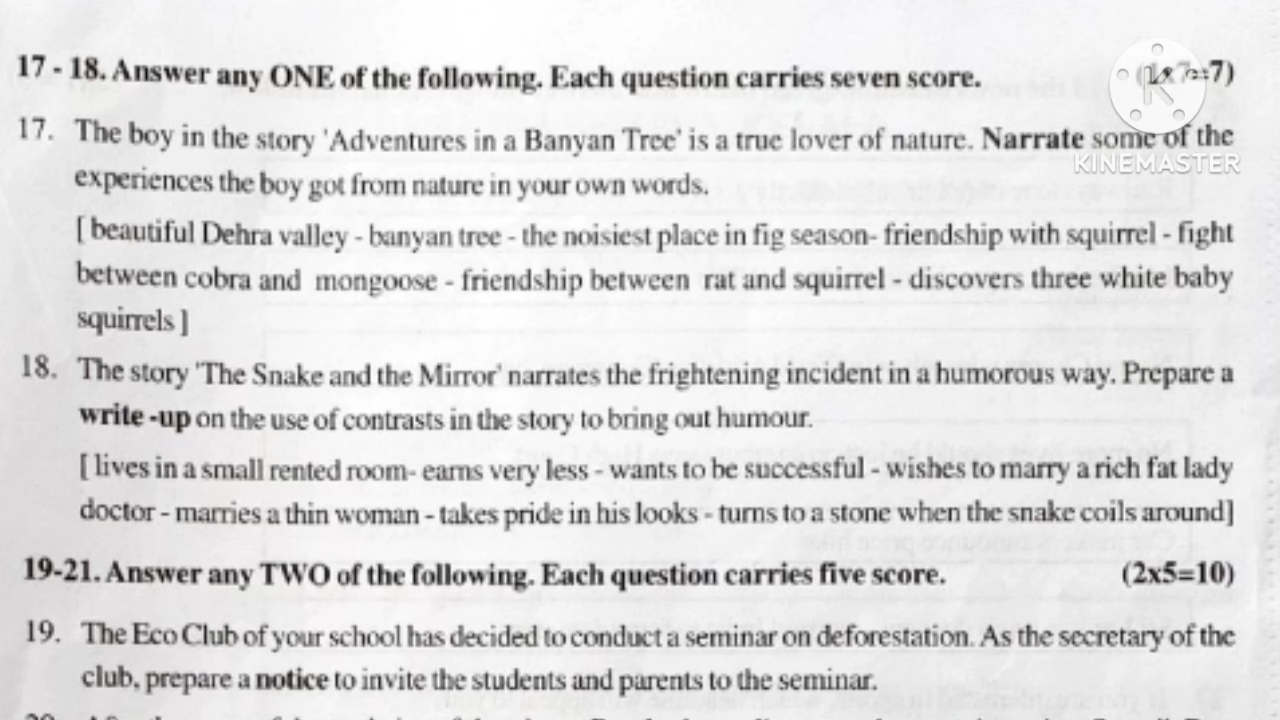 17 - 18. Answer any ONE of the following. Each question carries seven score. (1x7=7)
17. The boy in the story 'Adventures in a Banyan Tree' is a true lover of nature. Narrate some of the
KINEMASTER
experiences the boy got from nature in your own words.
[ beautiful Dehra valley - banyan tree - the noisiest place in fig season- friendship with squirrel - fight
between cobra and mongoose - friendship between rat and squirrel - discovers three white baby
squirrels ]
18. The story 'The Snake and the Mirror' narrates the frightening incident in a humorous way. Prepare a
write -up on the use of contrasts in the story to bring out humour.
[ lives in a small rented room- earns very less - wants to be successful - wishes to marry a rich fat lady
doctor - marries a thin woman - takes pride in his looks - turns to a stone when the snake coils around]
19-21. Answer any TWO of the following. Each question carries five score. (2x5=10)
19. The Eco Club of your school has decided to conduct a seminar on deforestation. As the secretary of the
club, prepare a notice to invite the students and parents to the seminar.